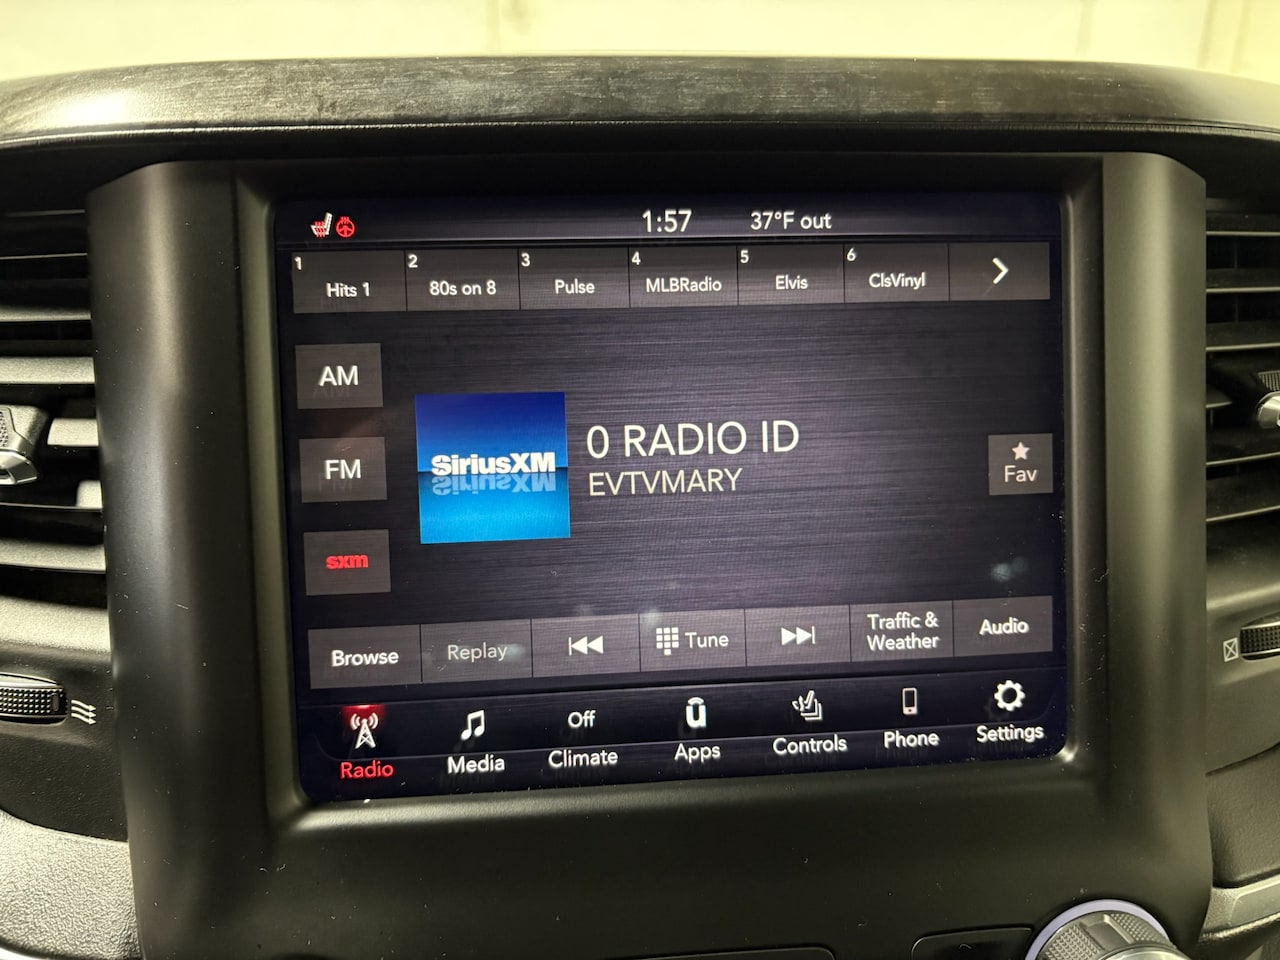 1:57 37°F out
1 Hits 1
2 80s on 8
3 Pulse
4 MLBRadio
5 Elvis
6 ClsVinyl
AM
FM
sxm
SiriusXM
0 RADIO ID
EVTVMARY
Fav
Browse
Replay
Tune
Traffic &
Weather
Audio
Radio
Media
Off
Climate
Apps
Controls
Phone
Settings